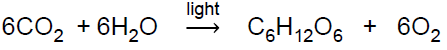 light
6CO₂ + 6H₂O ⟶ C₆H₁₂O₆ + 6O₂